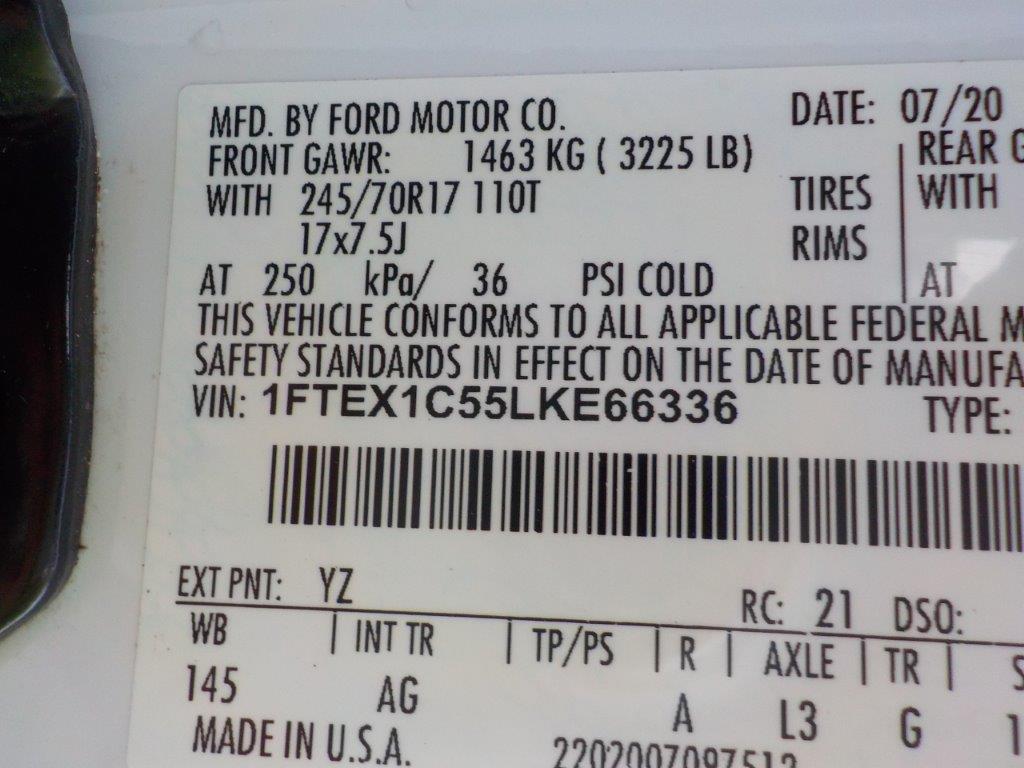 MFD. BY FORD MOTOR CO. DATE: 07/20
FRONT GAWR: 1463 KG ( 3225 LB) REAR
WITH 245/70R17 110T TIRES WITH
17x7.5J RIMS
AT 250 kPa/ 36 PSI COLD AT
THIS VEHICLE CONFORMS TO ALL APPLICABLE FEDERAL
SAFETY STANDARDS IN EFFECT ON THE DATE OF MANUFA
VIN: 1FTEX1C55LKE66336 TYPE:
EXT PNT: YZ RC: 21 DSO:
WB | INT TR | TP/PS | R | AXLE | TR |
145 AG A L3 G
MADE IN U.S.A. 2202007097512